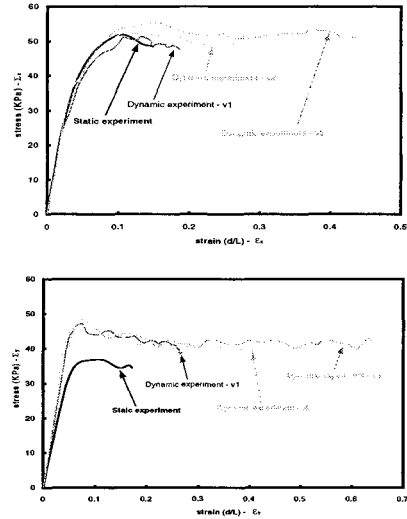 60
50
40
30
20
10
0
stress (KPa) - Σx
Dynamic experiment - v1
Static experiment
0 0.1 0.2 0.3 0.4 0.5
strain (d/L) - Ex
60
50
40
30
20
10
0
stress (KPa) - ΣY
Dynamic experiment - v1
Staic experiment
0 0.1 0.2 0.3 0.4 0.5 0.6 0.7
strain (d/L) - EY